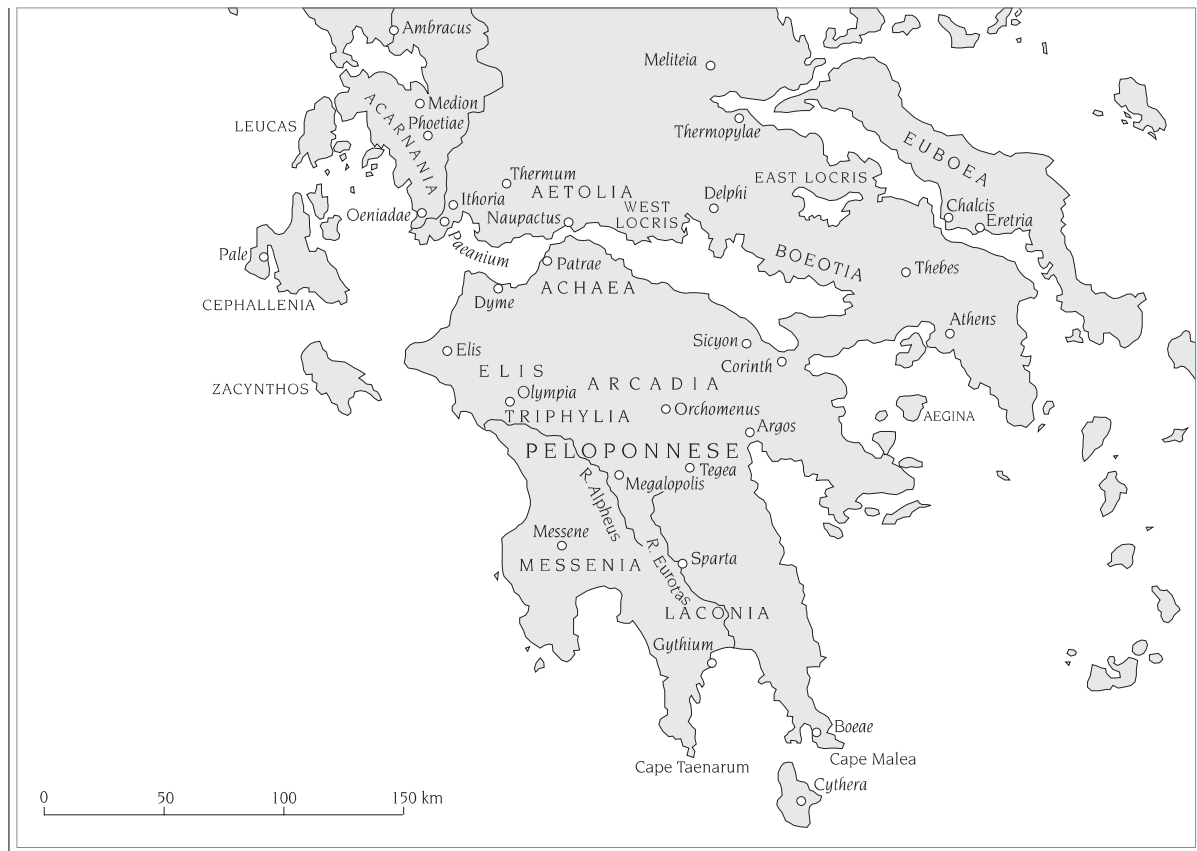 Ambracus
Meliteia
Medion
ACARNANIA
LEUCAS
Phoetiae
Thermopylae
EUBOEA
Thermum
EAST LOCRIS
AETOLIA
Delphi
Ithoria
WEST
LOCRIS
Chalcis
Oeniadae
Naupactus
Eretria
Paeanium
Pale
BOEOTIA
Patrae
Thebes
ACHAEA
CEPHALLENIA
Dyme
Athens
Sicyon
Elis
Corinth
ELIS
ARCADIA
ZACYNTHOS
Olympia
Orchomenus
TRIPHYLIA
AEGINA
Argos
PELOPONNESE
Tegea
Megalopolis
R. Alpheus
Messene
R. Eurotas
Sparta
MESSENIA
LACONIA
Gythium
Boeae
Cape Malea
Cape Taenarum
Cythera
0 50 100 150 km